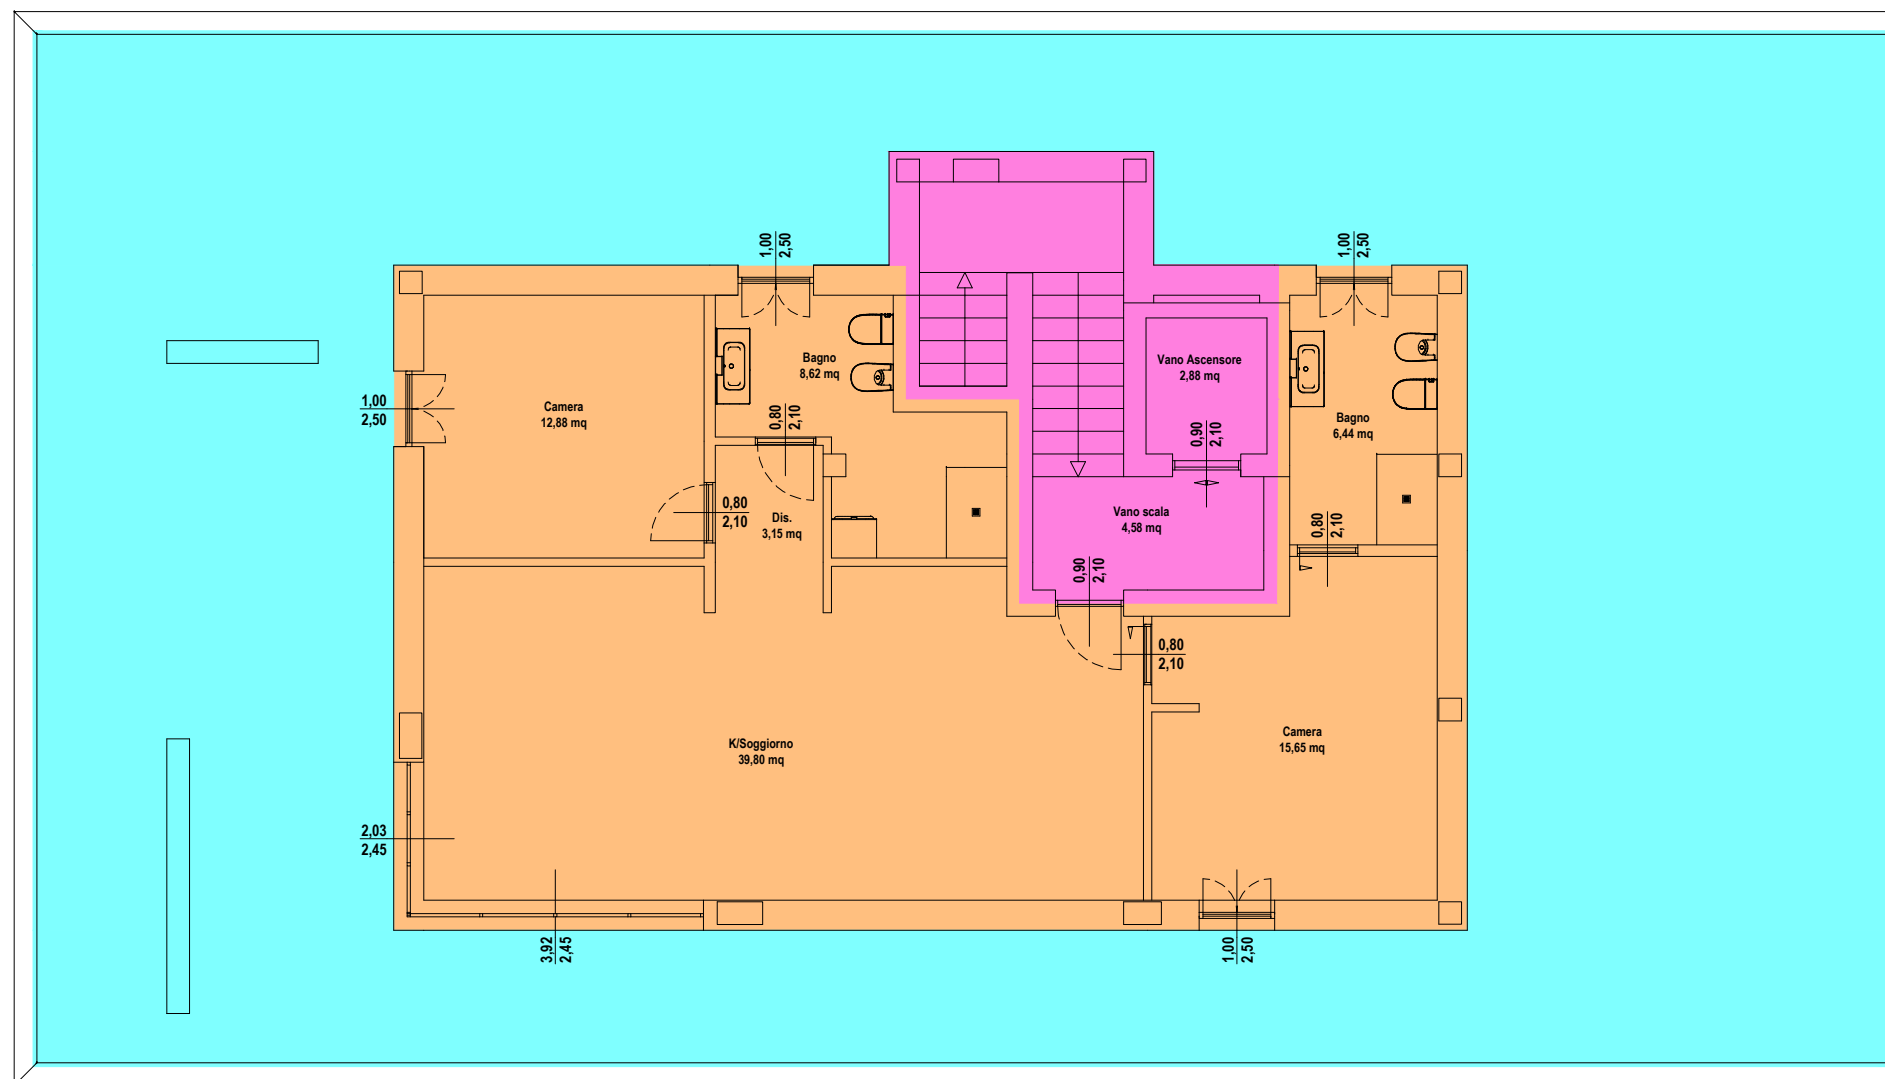 1,00
2,50
1,00
2,50
Bagno
8,62 mq
Vano Ascensore
2,88 mq
1,00
2,50
Camera
12,88 mq
0,80
2,10
0,90
2,10
Bagno
6,44 mq
0,80
2,10
Dis.
3,15 mq
Vano scala
4,58 mq
0,80
2,10
0,90
2,10
0,80
2,10
K/Soggiorno
39,80 mq
Camera
15,65 mq
2,03
2,45
3,92
2,45
1,00
2,50